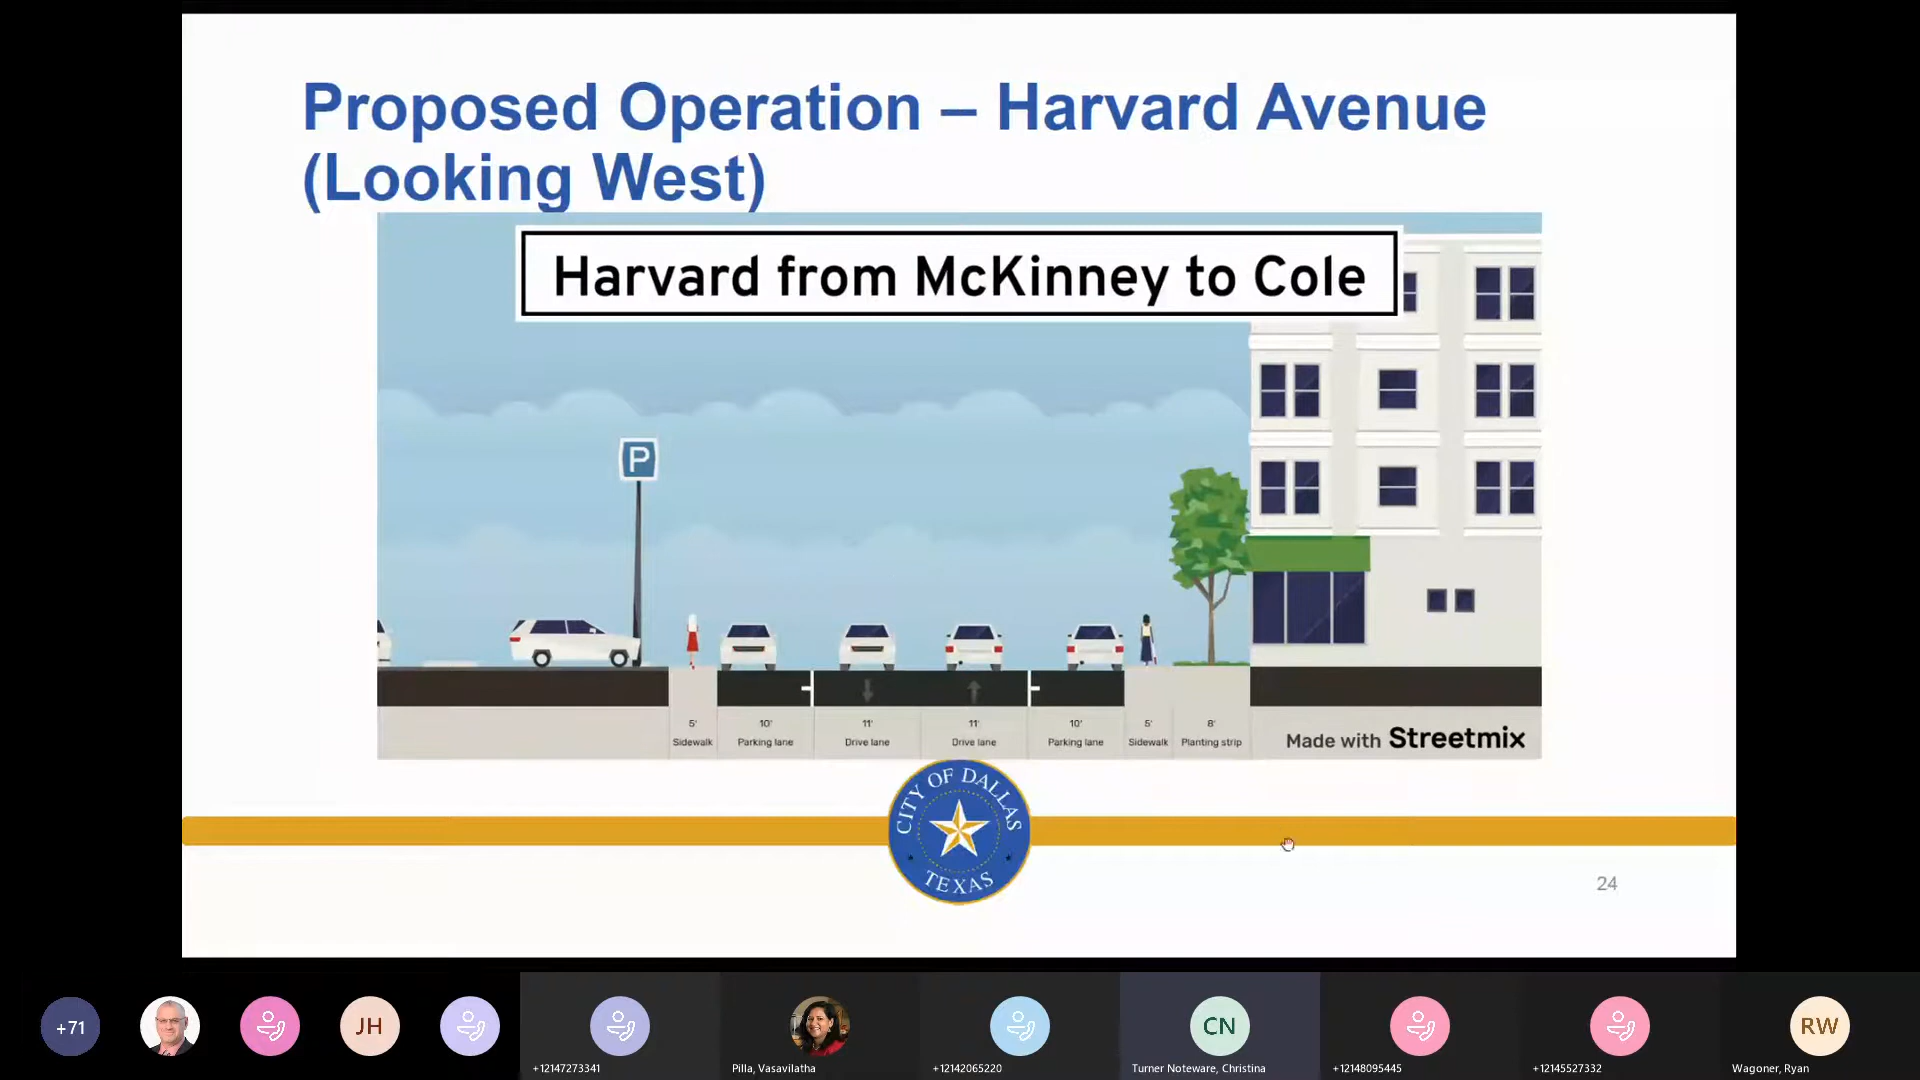 Proposed Operation – Harvard Avenue
(Looking West)
Harvard from McKinney to Cole
P
5' 10' 11' 11' 10' 5' 8'
Sidewalk Parking lane Drive lane Drive lane Parking lane Sidewalk Planting strip
Made with Streetmix
CITY OF DALLAS
TEXAS
24
+71
JH
CN
RW
+12147273341
Pilla, Vasavilatha
+12142065220
Turner Noteware, Christina
+12148095445
+12145527332
Wagoner, Ryan